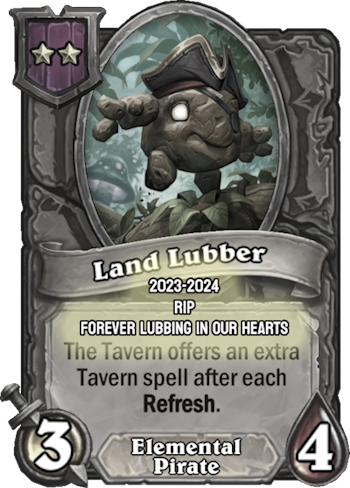 Land Lubber
2023-2024
RIP
FOREVER LUBBING IN OUR HEARTS
The Tavern offers an extra
Tavern spell after each
Refresh.
3
Elemental
Pirate
4